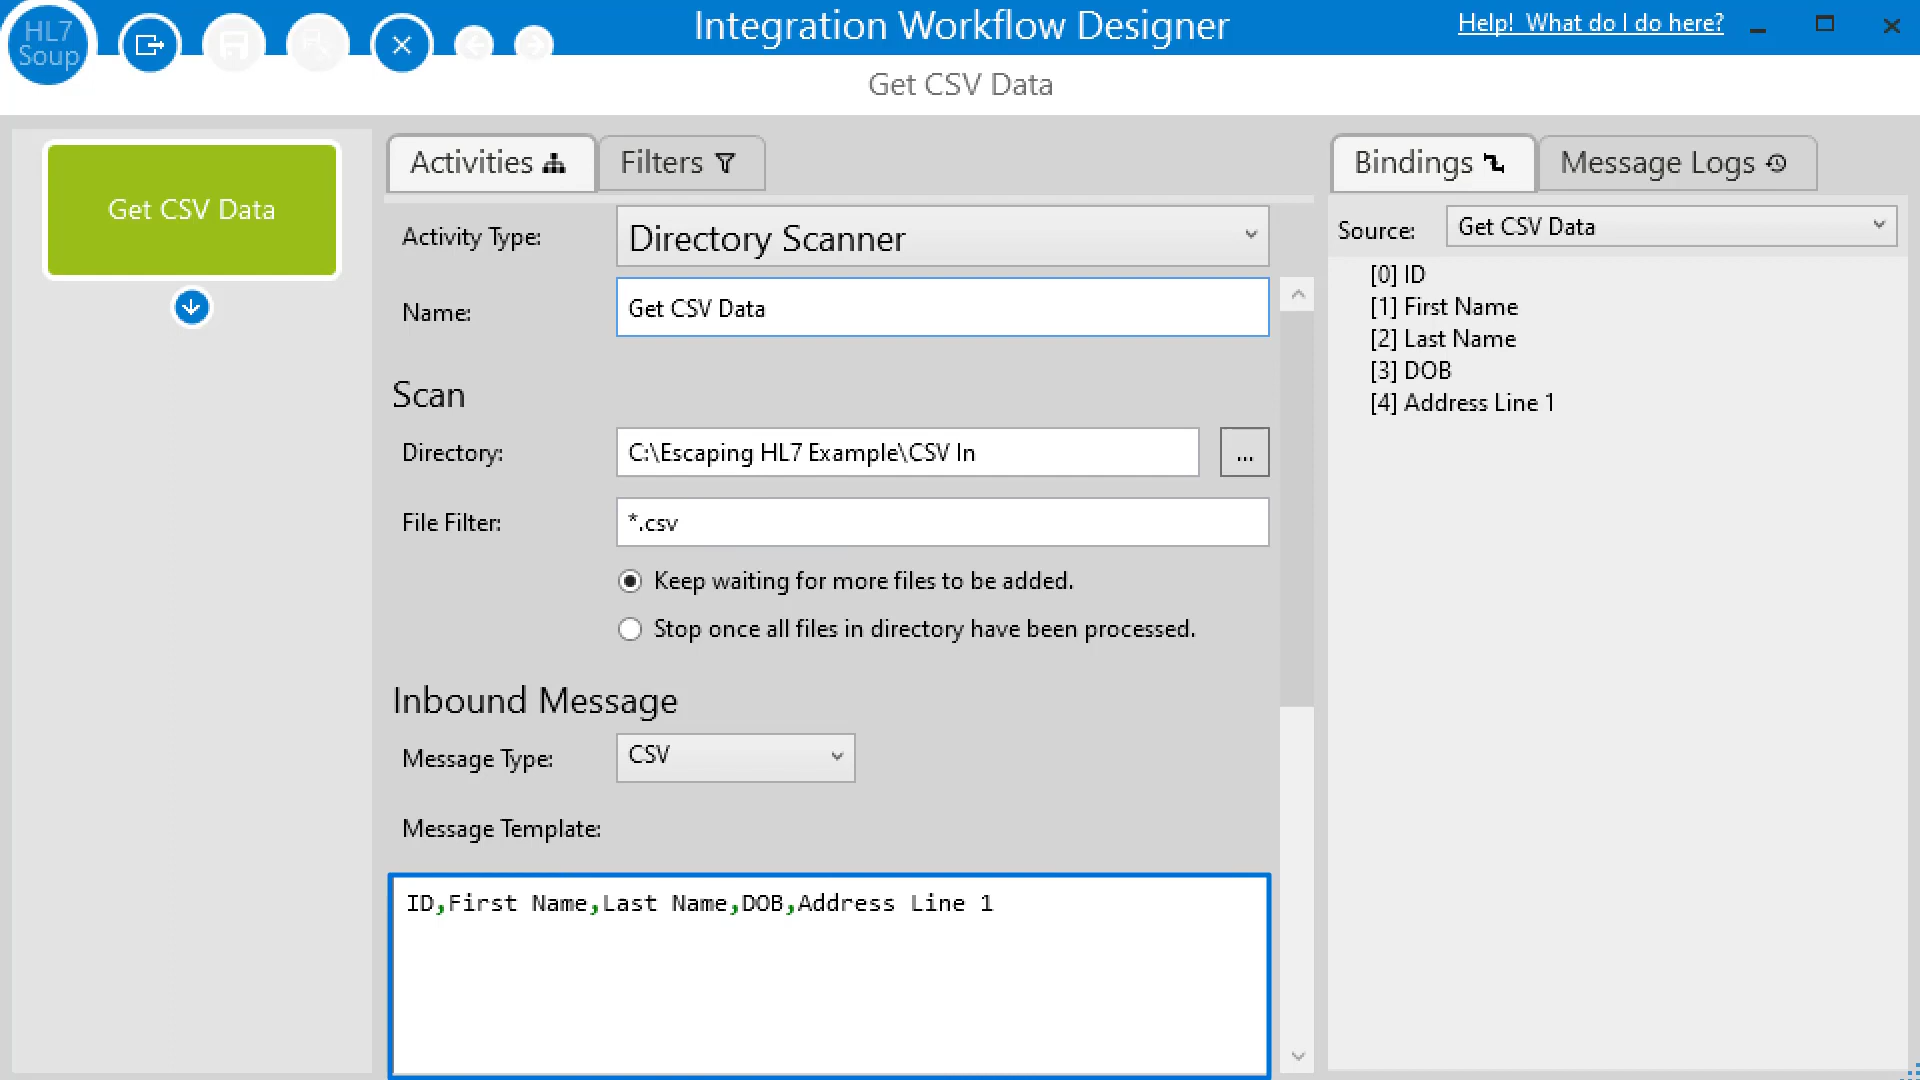 HL7
Soup
Integration Workflow Designer
Help!  What do I do here?
Get CSV Data
Get CSV Data
Activities
Filters
Activity Type:
Directory Scanner
Name:
Get CSV Data
Scan
Directory:
C:\Escaping HL7 Example\CSV In
...
File Filter:
*.csv
Keep waiting for more files to be added.
Stop once all files in directory have been processed.
Inbound Message
Message Type:
CSV
Message Template:
ID,First Name,Last Name,DOB,Address Line 1
Bindings
Message Logs
Source:
Get CSV Data
[0] ID
[1] First Name
[2] Last Name
[3] DOB
[4] Address Line 1